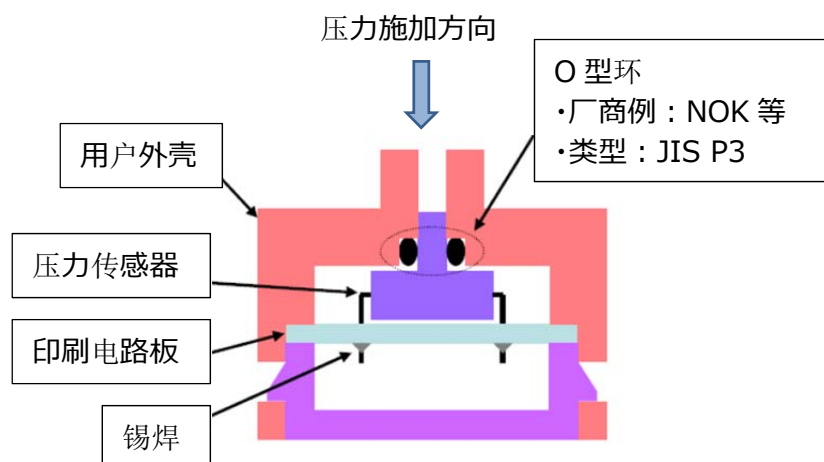 压力施加方向
O 型环
·厂商例：NOK 等
·类型：JIS P3
用户外壳
压力传感器
印刷电路板
锡焊